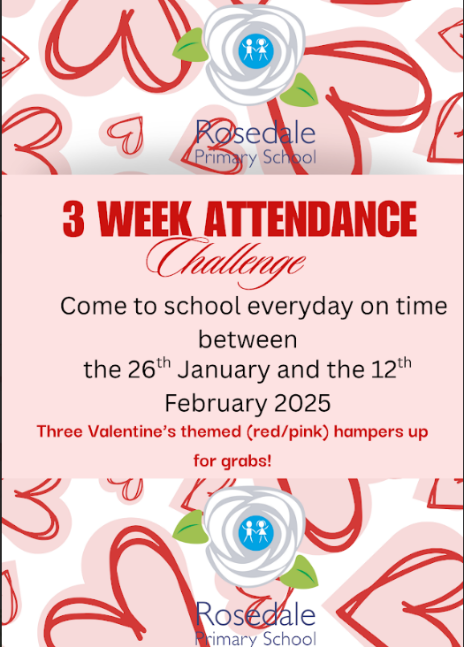 Rosedale
Primary School
3 WEEK ATTENDANCE
Challenge
Come to school everyday on time
between
the 26th January and the 12th
February 2025
Three Valentine's themed (red/pink) hampers up
for grabs!
Rosedale
Primary School